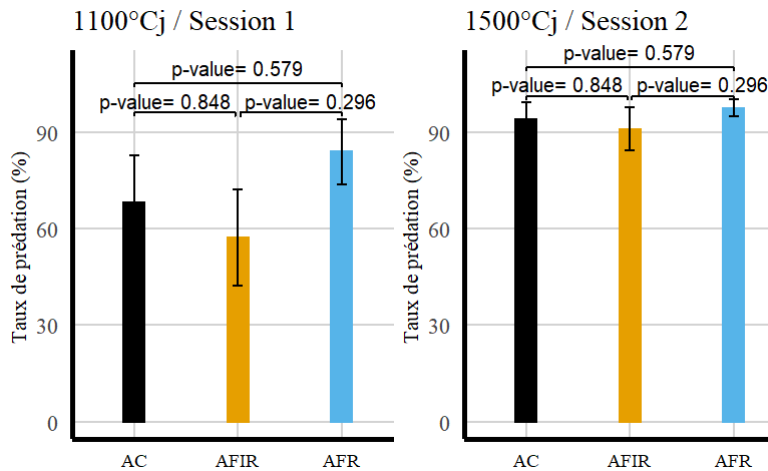 1100°Cj / Session 1
p-value= 0.579
p-value= 0.848
p-value= 0.296
Taux de prédation (%)
90
60
30
0
AC
AFIR
AFR
1500°Cj / Session 2
p-value= 0.579
p-value= 0.848
p-value= 0.296
Taux de prédation (%)
90
60
30
0
AC
AFIR
AFR